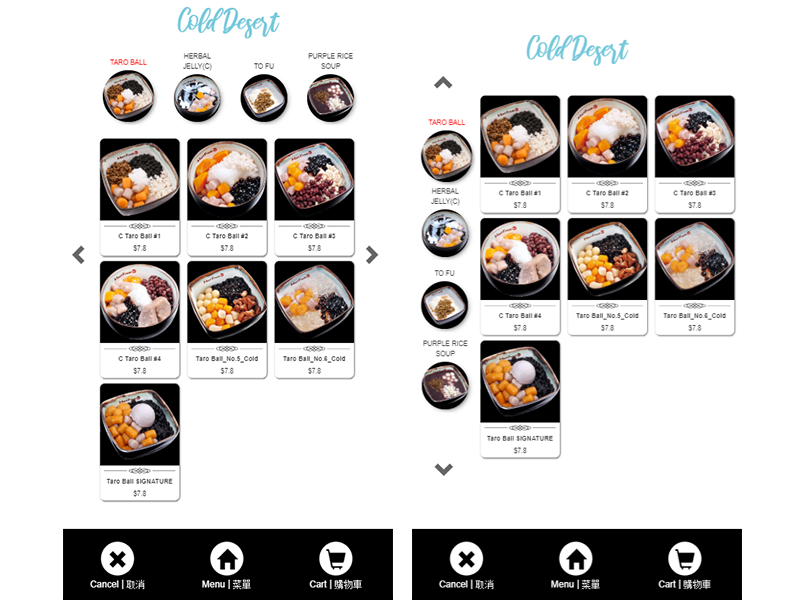 Cold Desert
TARO BALL
HERBAL
JELLY(C)
TO FU
PURPLE RICE
SOUP
C Taro Ball #1
$7.8
C Taro Ball #2
$7.8
C Taro Ball #3
$7.8
C Taro Ball #4
$7.8
Taro Ball_No.5_Cold
$7.8
Taro Ball_No.6_Cold
$7.8
Taro Ball SIGNATURE
$7.8
Cancel | 取消
Menu | 菜單
Cart | 購物車
Cold Desert
TARO BALL
HERBAL
JELLY(C)
TO FU
PURPLE RICE
SOUP
C Taro Ball #1
$7.8
C Taro Ball #2
$7.8
C Taro Ball #3
$7.8
C Taro Ball #4
$7.8
Taro Ball_No.5_Cold
$7.8
Taro Ball_No.6_Cold
$7.8
Taro Ball SIGNATURE
$7.8
Cancel | 取消
Menu | 菜單
Cart | 購物車